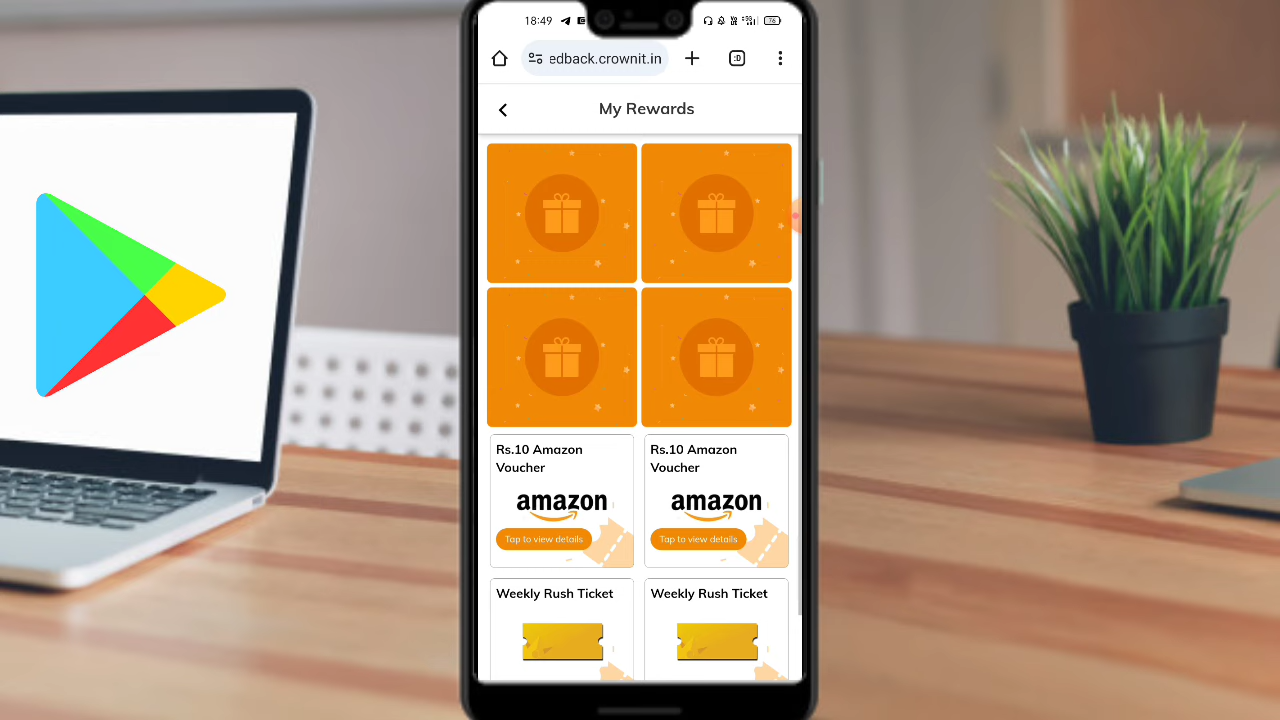 18:49
edback.crownit.in
:D
My Rewards
Rs.10 Amazon
Voucher
amazon
Tap to view details
Rs.10 Amazon
Voucher
amazon
Tap to view details
Weekly Rush Ticket
Weekly Rush Ticket